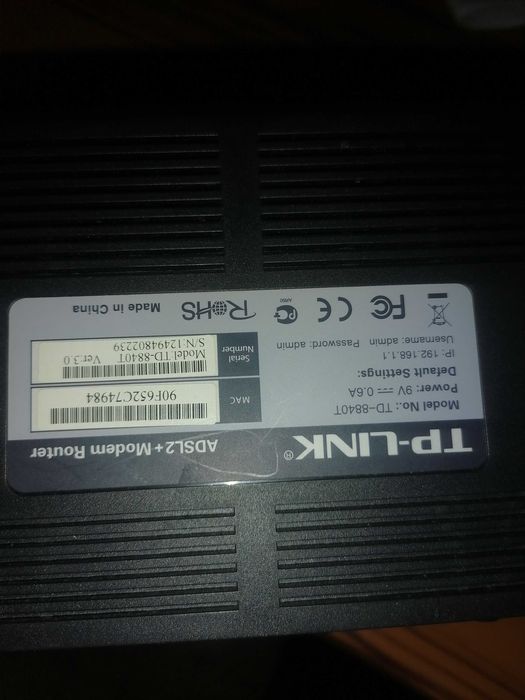 TP-LINK®
ADSL2+Modem Router
Model No.: TD-8840T
Power: 9V ⎓ 0.6A
Default Settings:
IP: 192.168.1.1
Username: admin Password: admin
MAC
90F652C74984
Serial Number
Model:TD-8840T Ver:3.0
S/N:12494802239
FC CE RoHS
Made in China